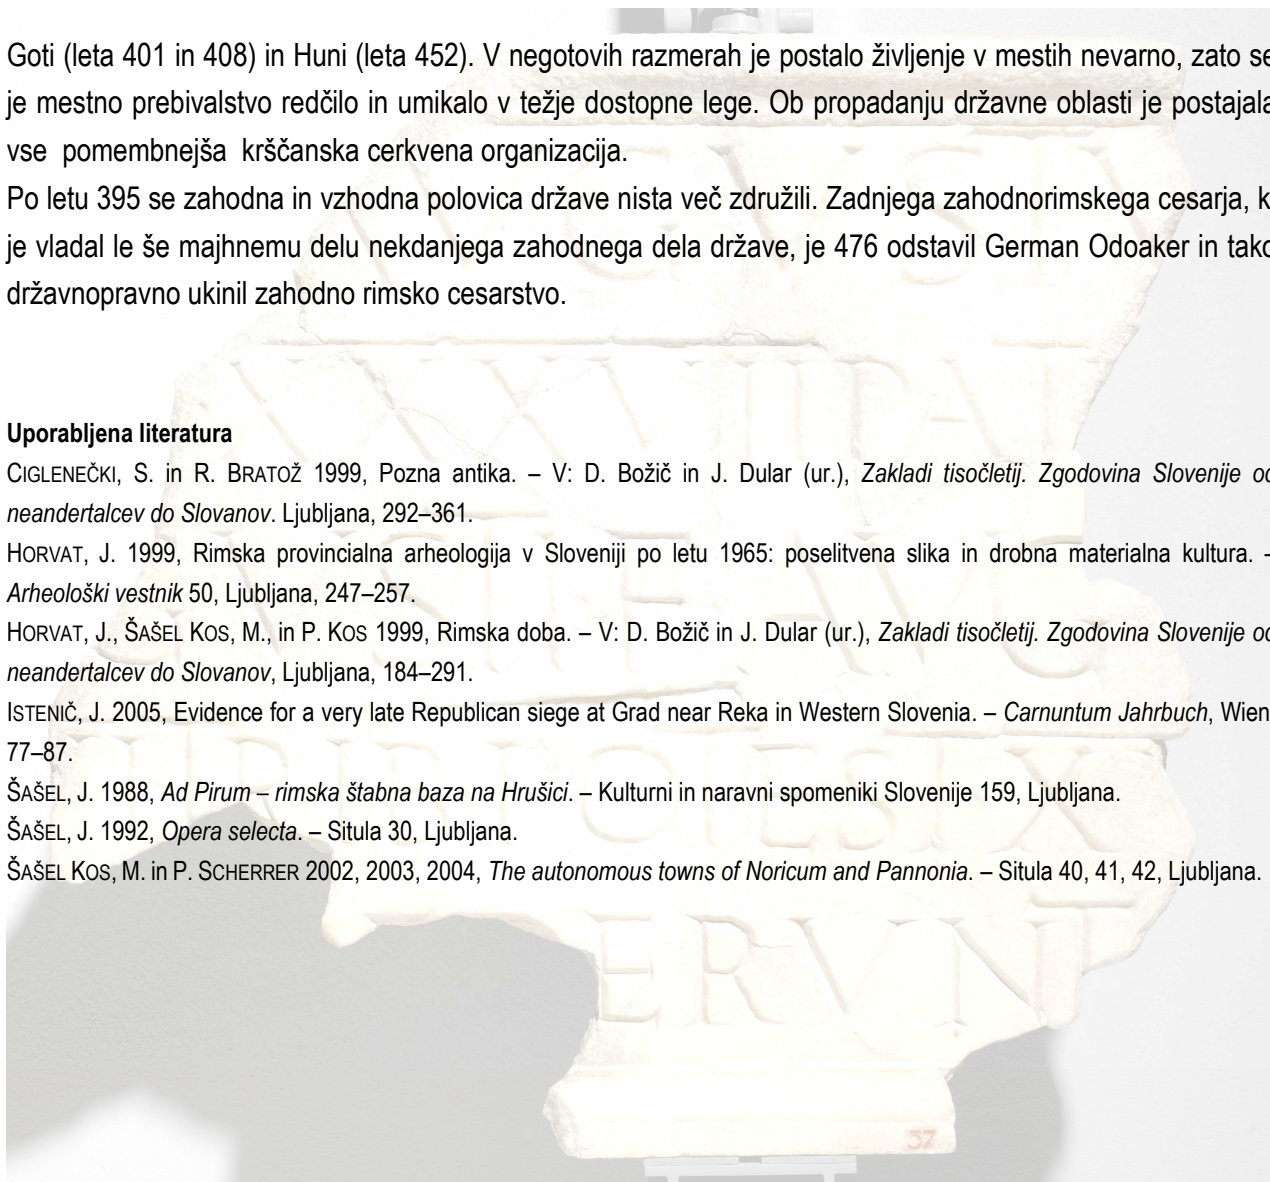 Goti (leta 401 in 408) in Huni (leta 452). V negotovih razmerah je postalo življenje v mestih nevarno, zato se
je mestno prebivalstvo redčilo in umikalo v težje dostopne lege. Ob propadanju državne oblasti je postajala
vse pomembnejša krščanska cerkvena organizacija.
Po letu 395 se zahodna in vzhodna polovica države nista več združili. Zadnjega zahodnorimskega cesarja, k
je vladal le še majhnemu delu nekdanjega zahodnega dela države, je 476 odstavil German Odoaker in tako
državnopravno ukinil zahodno rimsko cesarstvo.
Uporabljena literatura
CIGLENEČKI, S. in R. BRATOŽ 1999, Pozna antika. – V: D. Božič in J. Dular (ur.), Zakladi tisočletij. Zgodovina Slovenije od
neandertalcev do Slovanov. Ljubljana, 292–361.
HORVAT, J. 1999, Rimska provincialna arheologija v Sloveniji po letu 1965: poselitvena slika in drobna materialna kultura. –
Arheološki vestnik 50, Ljubljana, 247–257.
HORVAT, J., ŠAŠEL KOS, M., in P. KOS 1999, Rimska doba. – V: D. Božič in J. Dular (ur.), Zakladi tisočletij. Zgodovina Slovenije od
neandertalcev do Slovanov, Ljubljana, 184–291.
ISTENIČ, J. 2005, Evidence for a very late Republican siege at Grad near Reka in Western Slovenia. – Carnuntum Jahrbuch, Wien
77–87.
ŠAŠEL, J. 1988, Ad Pirum – rimska štabna baza na Hrušici. – Kulturni in naravni spomeniki Slovenije 159, Ljubljana.
ŠAŠEL, J. 1992, Opera selecta. – Situla 30, Ljubljana.
ŠAŠEL KOS, M. in P. SCHERRER 2002, 2003, 2004, The autonomous towns of Noricum and Pannonia. – Situla 40, 41, 42, Ljubljana.
ERVNT
37